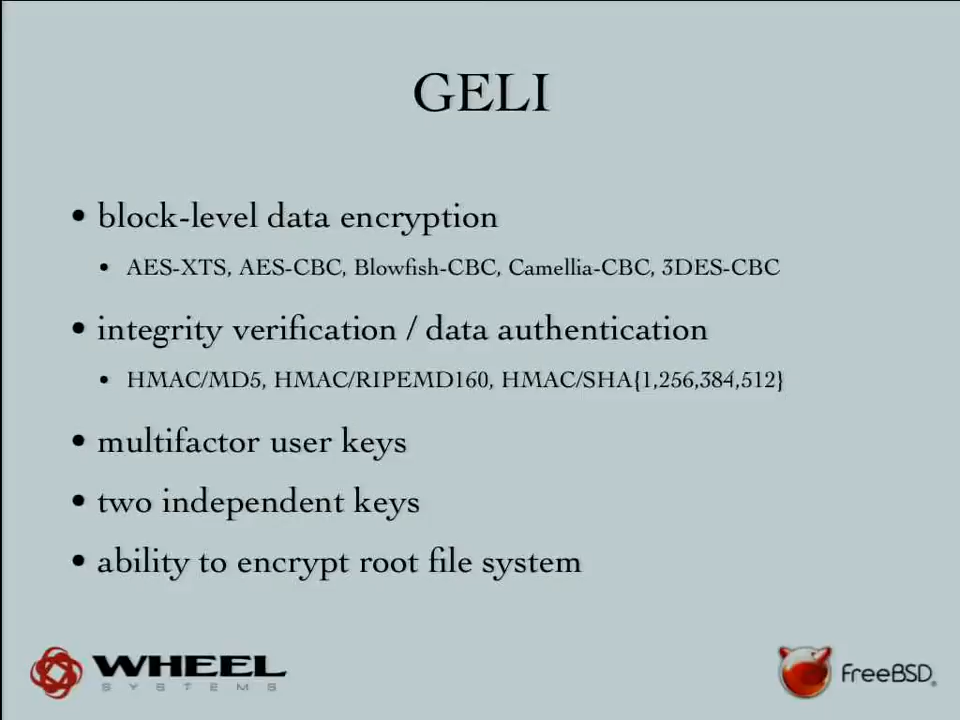 GELI
• block-level data encryption
• AES-XTS, AES-CBC, Blowfish-CBC, Camellia-CBC, 3DES-CBC
• integrity verification / data authentication
• HMAC/MD5, HMAC/RIPEMD160, HMAC/SHA{1,256,384,512}
• multifactor user keys
• two independent keys
• ability to encrypt root file system
WHEEL
SYSTEMS
FreeBSD®